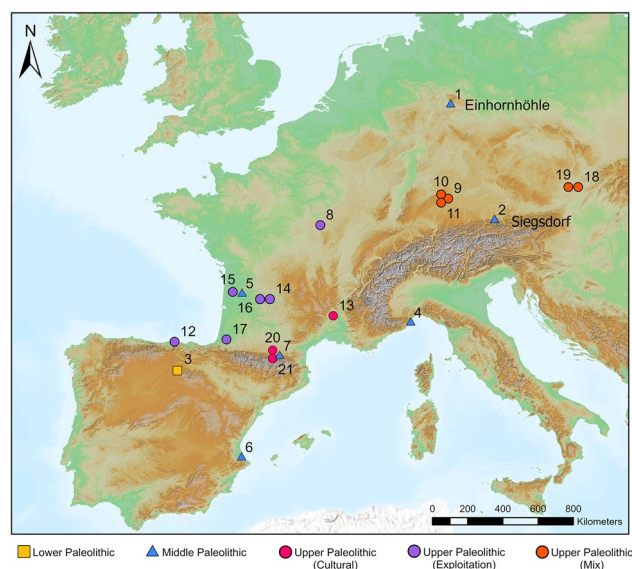 N
1
Einhornhöhle
19 18
10
9
11
2
Siegsdorf
8
15
5
16
14
13
4
12
17
20
7
3
21
6
0 200 400 600 800
Kilometers
Lower Paleolithic
Middle Paleolithic
Upper Paleolithic
(Cultural)
Upper Paleolithic
(Exploitation)
Upper Paleolithic
(Mix)